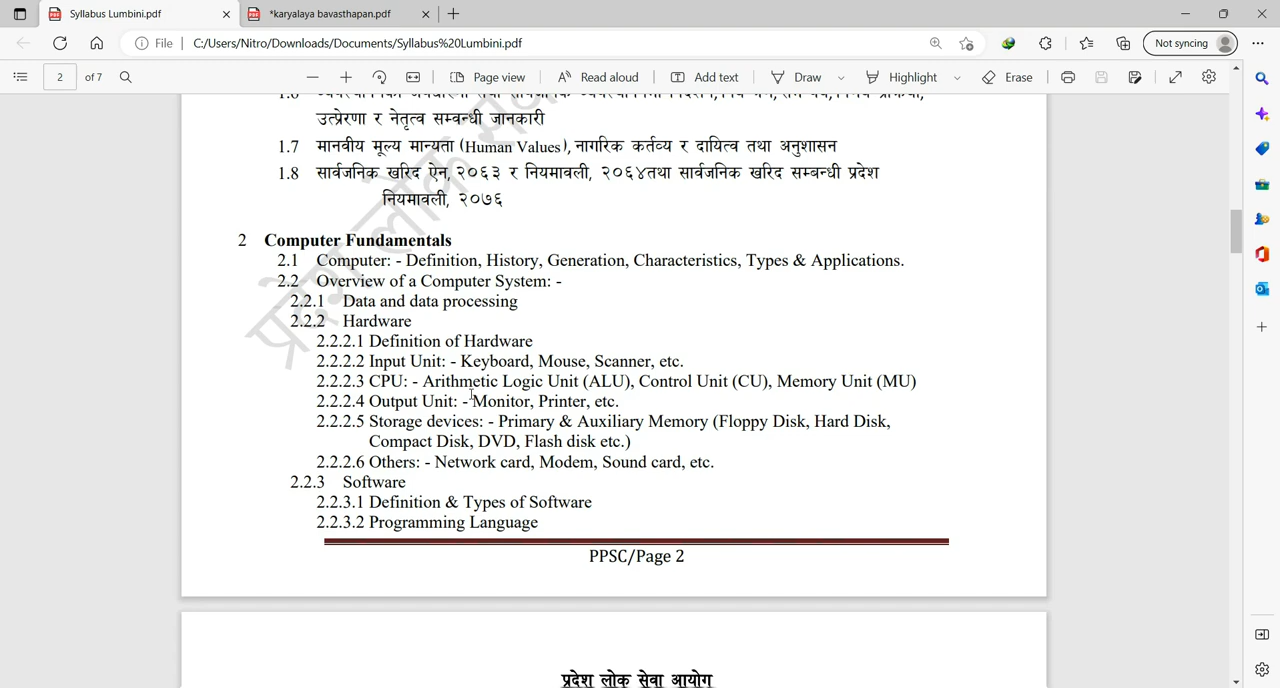 Syllabus Lumbini.pdf
*karyalaya bavasthapan.pdf
File C:/Users/Nitro/Downloads/Documents/Syllabus%20Lumbini.pdf
Not syncing
2 of 7
Page view
Read aloud
Add text
Draw
Highlight
Erase
उत्प्रेरणा र नेतृत्व सम्वन्धी जानकारी
1.7 मानवीय मूल्य मान्यता (Human Values), नागरिक कर्तव्य र दायित्व तथा अनुशासन
1.8 सार्वजनिक खरिद ऐन, २०६३ र नियमावली, २०६४तथा सार्वजनिक खरिद सम्वन्धी प्रदेश
नियमावली, २०७६
2 Computer Fundamentals
2.1 Computer: - Definition, History, Generation, Characteristics, Types & Applications.
2.2 Overview of a Computer System: -
2.2.1 Data and data processing
2.2.2 Hardware
2.2.2.1 Definition of Hardware
2.2.2.2 Input Unit: - Keyboard, Mouse, Scanner, etc.
2.2.2.3 CPU: - Arithmetic Logic Unit (ALU), Control Unit (CU), Memory Unit (MU)
2.2.2.4 Output Unit: - Monitor, Printer, etc.
2.2.2.5 Storage devices: - Primary & Auxiliary Memory (Floppy Disk, Hard Disk,
Compact Disk, DVD, Flash disk etc.)
2.2.2.6 Others: - Network card, Modem, Sound card, etc.
2.2.3 Software
2.2.3.1 Definition & Types of Software
2.2.3.2 Programming Language
PPSC/Page 2
प्रदेश लोक सेवा आयोग